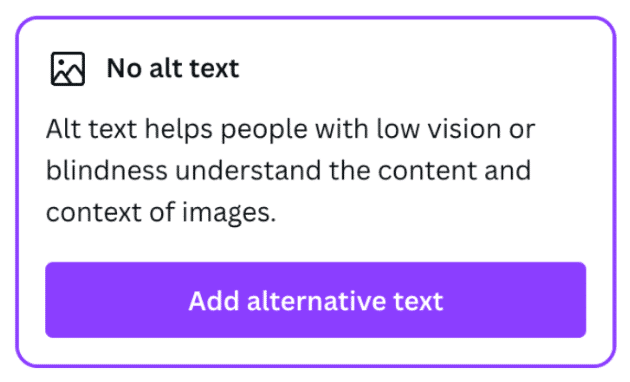 No alt text
Alt text helps people with low vision or
blindness understand the content and
context of images.
Add alternative text